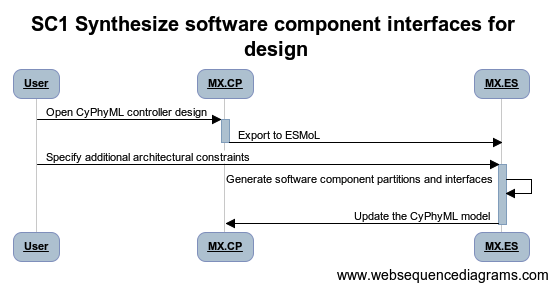 SC1 Synthesize software component interfaces for
design
User
MX.CP
MX.ES
Open CyPhyML controller design
Export to ESMoL
Specify additional architectural constraints
Generate software component partitions and interfaces
Update the CyPhyML model
User
MX.CP
MX.ES
www.websequencediagrams.com